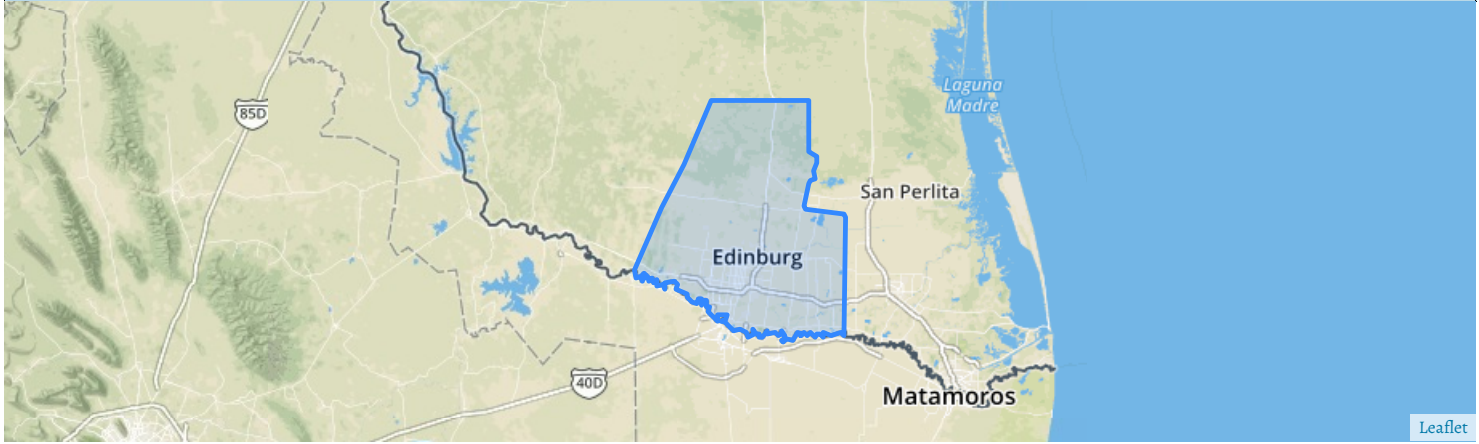 Laguna
Madre
85D
San Perlita
Edinburg
40D
Matamoros
Leaflet